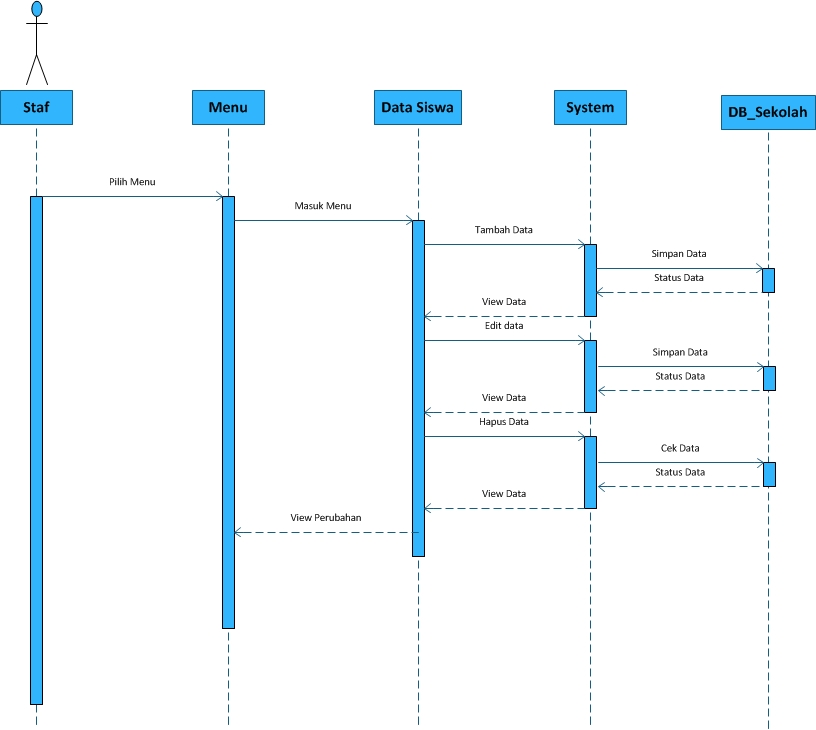 Staf
Menu
Data Siswa
System
DB_Sekolah
Pilih Menu
Masuk Menu
Tambah Data
Simpan Data
Status Data
View Data
Edit data
Simpan Data
Status Data
View Data
Hapus Data
Cek Data
Status Data
View Data
View Perubahan